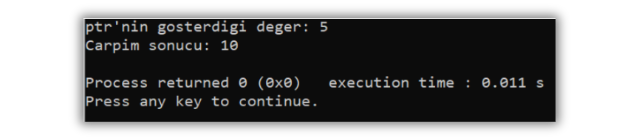 ptr'nin gosterdigi deger: 5
Carpim sonucu: 10
Process returned 0 (0x0)   execution time : 0.011 s
Press any key to continue.